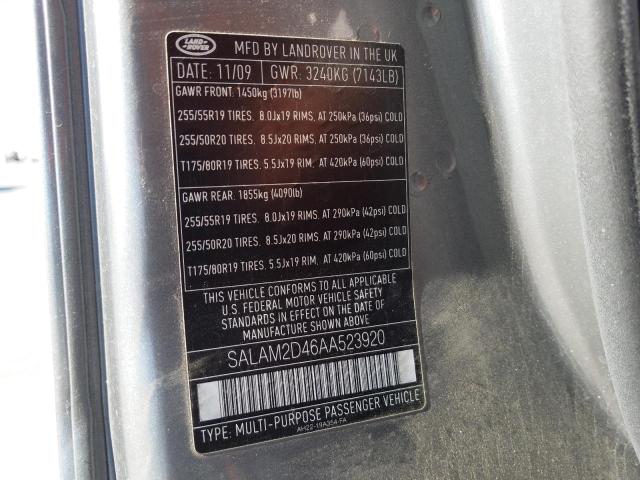 LAND ROVER
MFD BY LANDROVER IN THE UK
DATE: 11/09 GWR: 3240KG (7143LB)
GAWR FRONT: 1450kg (3197lb)
255/55R19 TIRES. 8.0Jx19 RIMS. AT 250kPa (36psi) COLD
255/50R20 TIRES. 8.5Jx20 RIMS. AT 250kPa (36psi) COLD
T175/80R19 TIRES. 5.5Jx19 RIM. AT 420kPa (60psi) COLD
GAWR REAR: 1855kg (4090lb)
255/55R19 TIRES. 8.0Jx19 RIMS. AT 290kPa (42psi) COLD
255/50R20 TIRES. 8.5Jx20 RIMS. AT 290kPa (42psi) COLD
T175/80R19 TIRES. 5.5Jx19 RIM. AT 420kPa (60psi) COLD
THIS VEHICLE CONFORMS TO ALL APPLICABLE
U.S. FEDERAL MOTOR VEHICLE SAFETY
STANDARDS IN EFFECT ON THE DATE OF
MANUFACTURE FROM SHOWN ABOVE
SALAM2D46AA523920
TYPE: MULTI-PURPOSE PASSENGER VEHICLE
AH22-19A354-FA